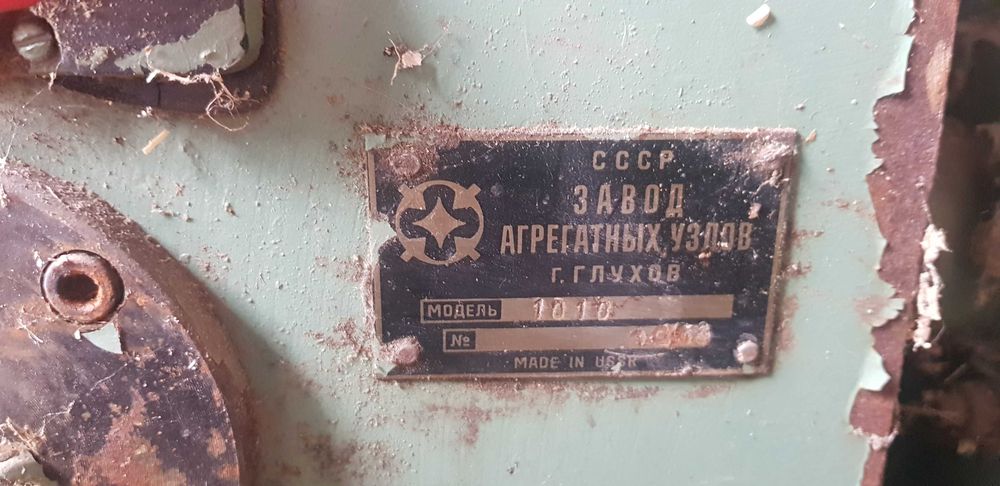 СССР
ЗАВОД
АГРЕГАТНЫХ УЗЛОВ
Г. ГЛУХОВ
МОДЕЛЬ 1010
№
MADE IN USSR